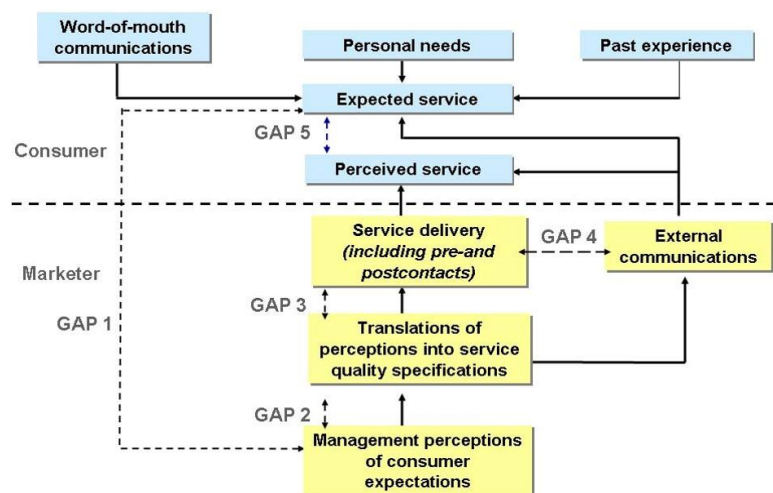 Word-of-mouth
communications
Personal needs
Past experience
Expected service
GAP 5
Consumer
Perceived service
Service delivery
(including pre-and
postcontacts)
GAP 4
External
communications
Marketer
GAP 3
GAP 1
Translations of
perceptions into service
quality specifications
GAP 2
Management perceptions
of consumer
expectations